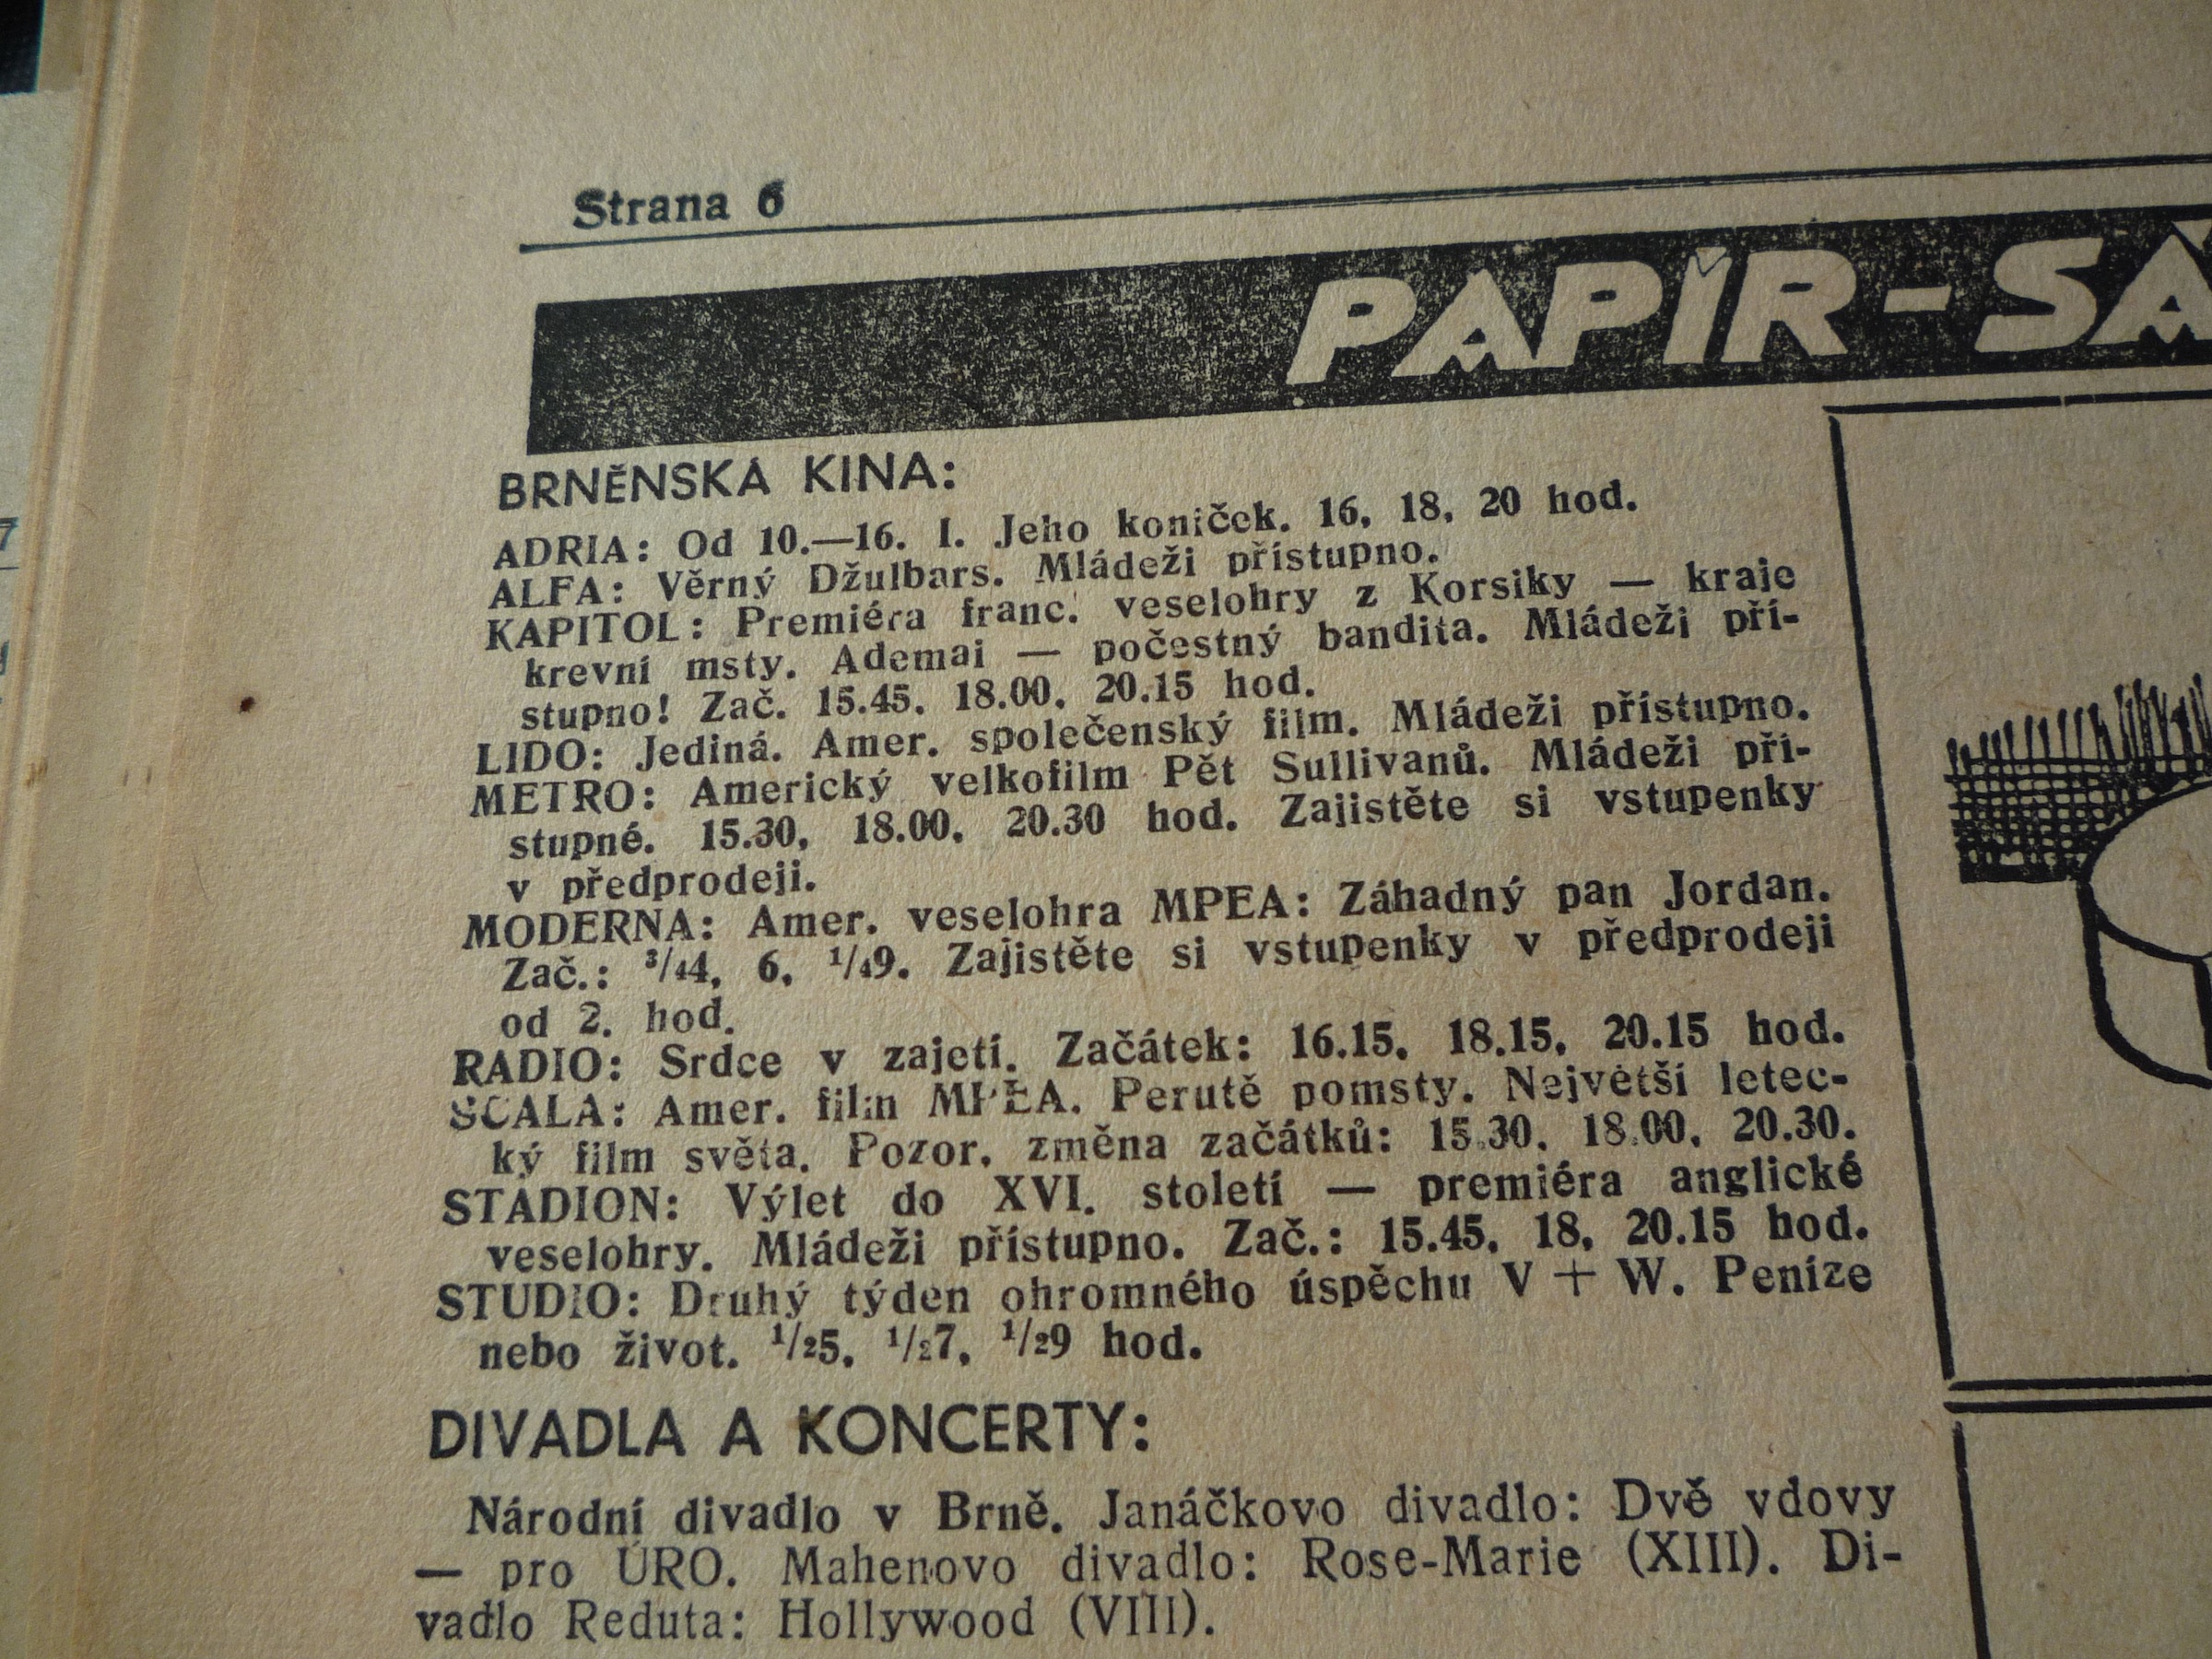 Strana 6
PAPÍR-SÁ
BRNĚNSKÁ KINA:
ADRIA: Od 10.—16. I. Jeho koníček. 16, 18, 20 hod.
ALFA: Věrný Džulbars. Mládeži přístupno.
KAPITOL: Premiéra franc. veselohry z Korsiky — kraje
krevní msty. Ademai — počestný bandita. Mládeži pří-
stupno! Zač. 15.45, 18.00, 20.15 hod.
LIDO: Jediná. Amer. společenský film. Mládeži přístupno.
METRO: Americký velkofilm Pět Sullivanů. Mládeži pří-
stupné. 15.30, 18.00, 20.30 hod. Zajistěte si vstupenky
v předprodeji.
MODERNA: Amer. veselohra MPEA: Záhadný pan Jordan.
Zač.: ³/₄4, 6, ¹/₄9. Zajistěte si vstupenky v předprodeji
od 2. hod.
RADIO: Srdce v zajetí. Začátek: 16.15, 18.15, 20.15 hod.
SCALA: Amer. film MPEA. Perutě pomsty. Největší letec-
ký film světa. Pozor, změna začátků: 15.30, 18.00, 20.30.
STADION: Výlet do XVI. století — premiéra anglické
veselohry. Mládeži přístupno. Zač.: 15.45, 18, 20.15 hod.
STUDIO: Druhý týden ohromného úspěchu V + W. Peníze
nebo život. ¹/₂5, ¹/₂7, ¹/₂9 hod.
DIVADLA A KONCERTY:
Národní divadlo v Brně. Janáčkovo divadlo: Dvě vdovy
— pro ÚRO. Mahenovo divadlo: Rose-Marie (XIII). Di-
vadlo Reduta: Hollywood (VIII).